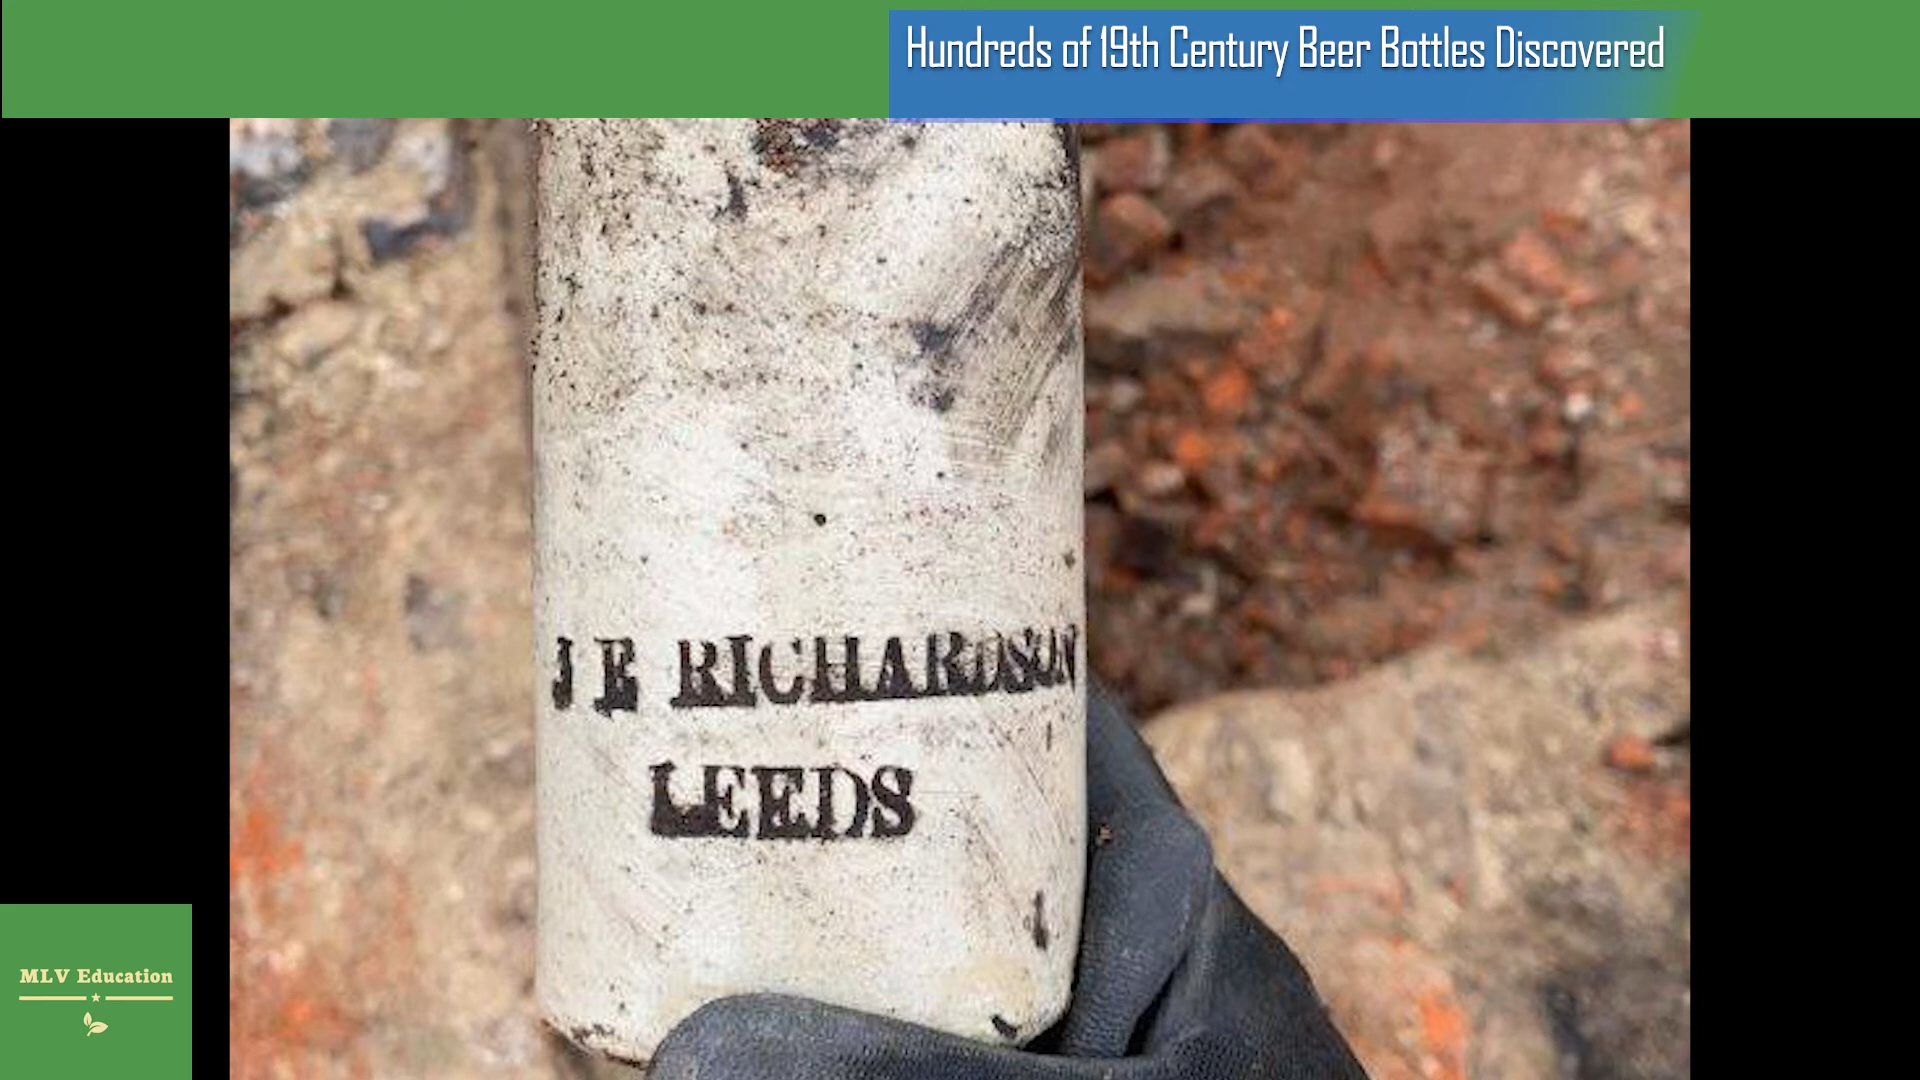 Hundreds of 19th Century Beer Bottles Discovered
J E RICHARDSON
LEEDS
MLV Education